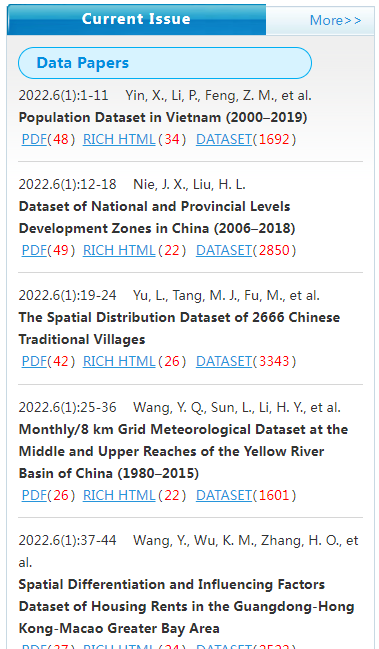 Current Issue
More>>
Data Papers
2022.6(1):1-11 Yin, X., Li, P., Feng, Z. M., et al.
Population Dataset in Vietnam (2000–2019)
PDF(48) RICH HTML(34) DATASET(1692)
2022.6(1):12-18 Nie, J. X., Liu, H. L.
Dataset of National and Provincial Levels
Development Zones in China (2006–2018)
PDF(49) RICH HTML(22) DATASET(2850)
2022.6(1):19-24 Yu, L., Tang, M. J., Fu, M., et al.
The Spatial Distribution Dataset of 2666 Chinese
Traditional Villages
PDF(42) RICH HTML(26) DATASET(3343)
2022.6(1):25-36 Wang, Y. Q., Sun, L., Li, H. Y., et al.
Monthly/8 km Grid Meteorological Dataset at the
Middle and Upper Reaches of the Yellow River
Basin of China (1980–2015)
PDF(26) RICH HTML(22) DATASET(1601)
2022.6(1):37-44 Wang, Y., Wu, K. M., Zhang, H. O., et
al.
Spatial Differentiation and Influencing Factors
Dataset of Housing Rents in the Guangdong-Hong
Kong-Macao Greater Bay Area